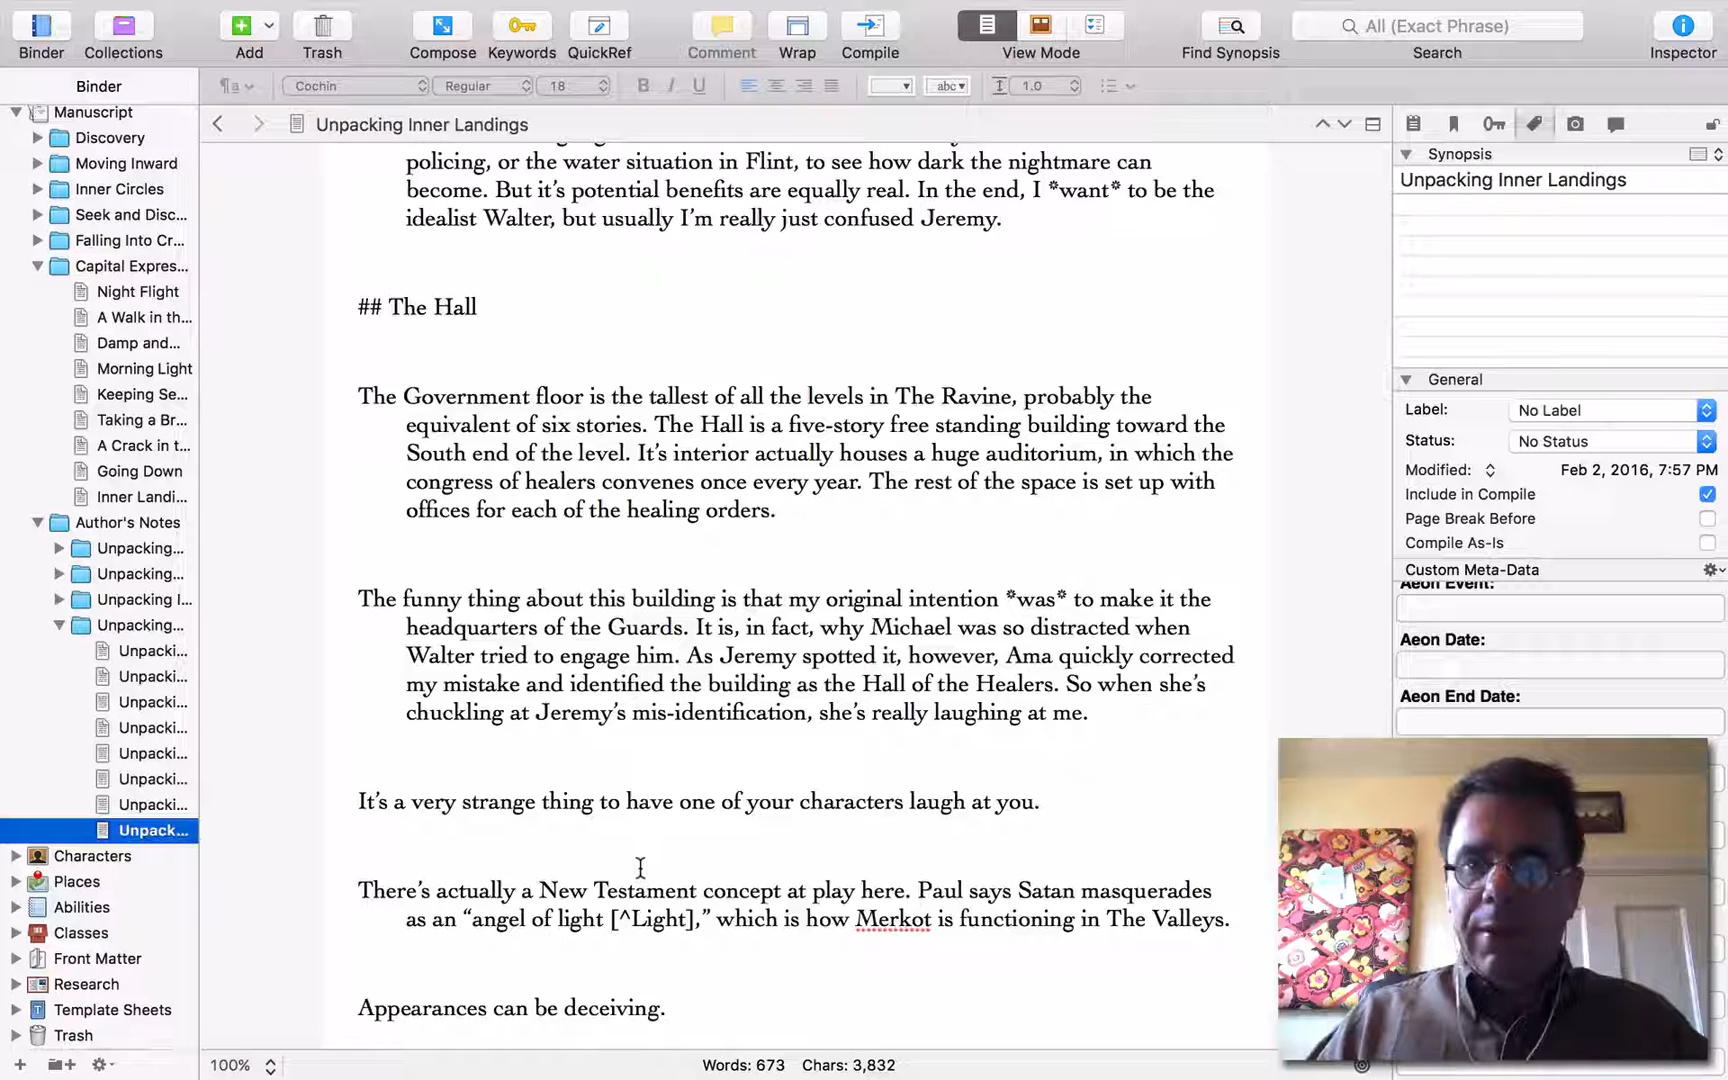 Binder
Collections
Add
Trash
Compose
Keywords
QuickRef
Comment
Wrap
Compile
View Mode
Find Synopsis
All (Exact Phrase)
Search
Inspector
Binder
Cochin
Regular
18
B I U
abc
1.0
Manuscript
Discovery
Moving Inward
Inner Circles
Seek and Disc...
Falling Into Cr...
Capital Expres...
Night Flight
A Walk in th...
Damp and...
Morning Light
Keeping Se...
Taking a Br...
A Crack in t...
Going Down
Inner Landi...
Author's Notes
Unpacking...
Unpacking...
Unpacking I...
Unpacking...
Unpacki...
Unpacki...
Unpacki...
Unpacki...
Unpacki...
Unpacki...
Unpacki...
Unpack...
Characters
Places
Abilities
Classes
Front Matter
Research
Template Sheets
Trash
Unpacking Inner Landings
policing, or the water situation in Flint, to see how dark the nightmare can
become. But it’s potential benefits are equally real. In the end, I *want* to be the
idealist Walter, but usually I’m really just confused Jeremy.
## The Hall
The Government floor is the tallest of all the levels in The Ravine, probably the
equivalent of six stories. The Hall is a five-story free standing building toward the
South end of the level. It’s interior actually houses a huge auditorium, in which the
congress of healers convenes once every year. The rest of the space is set up with
offices for each of the healing orders.
The funny thing about this building is that my original intention *was* to make it the
headquarters of the Guards. It is, in fact, why Michael was so distracted when
Walter tried to engage him. As Jeremy spotted it, however, Ama quickly corrected
my mistake and identified the building as the Hall of the Healers. So when she’s
chuckling at Jeremy’s mis-identification, she’s really laughing at me.
It’s a very strange thing to have one of your characters laugh at you.
There’s actually a New Testament concept at play here. Paul says Satan masquerades
as an “angel of light [^Light],” which is how Merkot is functioning in The Valleys.
Appearances can be deceiving.
100%
Words: 673 Chars: 3,832
Synopsis
Unpacking Inner Landings
General
Label: No Label
Status: No Status
Modified: Feb 2, 2016, 7:57 PM
Include in Compile
Page Break Before
Compile As-Is
Custom Meta-Data
Aeon Event:
Aeon Date:
Aeon End Date: